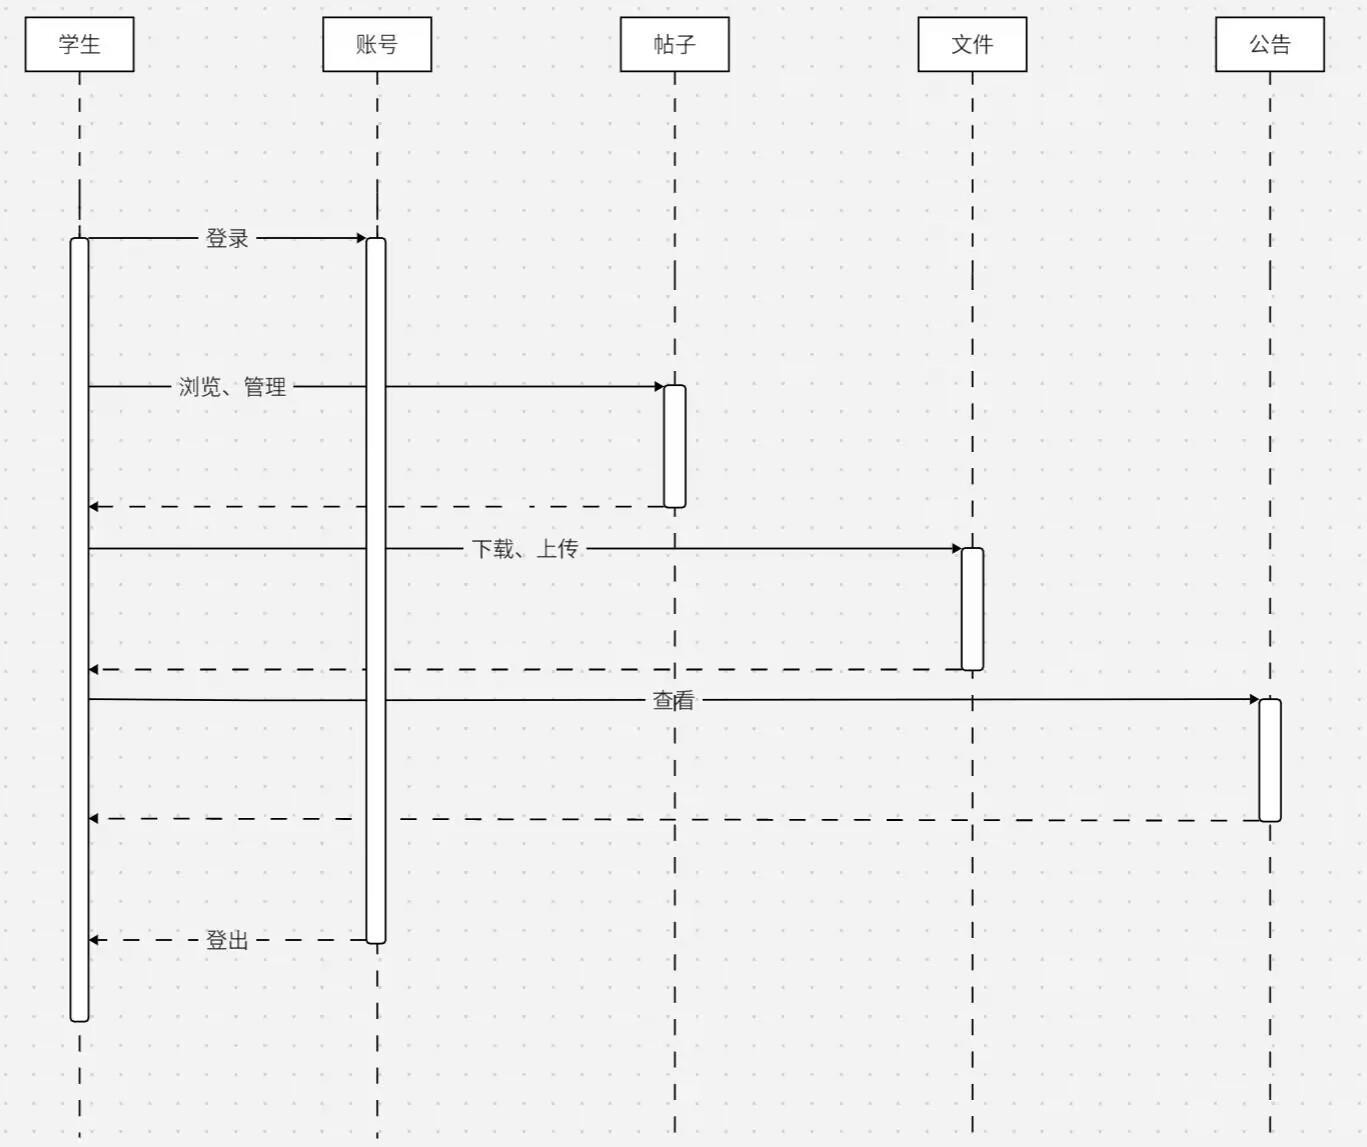 学生
账号
帖子
文件
公告
登录
浏览、管理
下载、上传
查看
登出